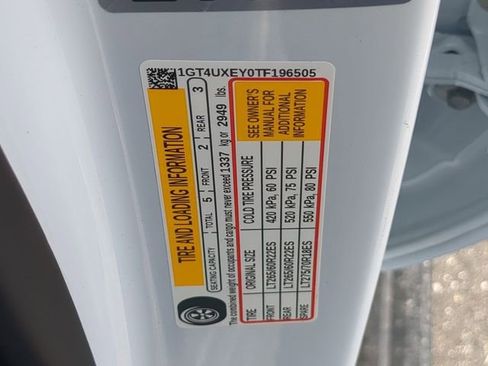 1GT4UXEY0TF196505
TIRE AND LOADING INFORMATION
SEATING CAPACITY TOTAL 5 FRONT 2 REAR 3
The combined weight of occupants and cargo must never exceed 1337 kg or 2949 lbs.
TIRE ORIGINAL SIZE COLD TIRE PRESSURE
SEE OWNER'S
MANUAL FOR
ADDITIONAL
INFORMATION
FRONT LT265/60R22ES 420 kPa, 60 PSI
REAR LT265/60R22ES 520 kPa, 75 PSI
SPARE LT275/70R18ES 550 kPa, 80 PSI